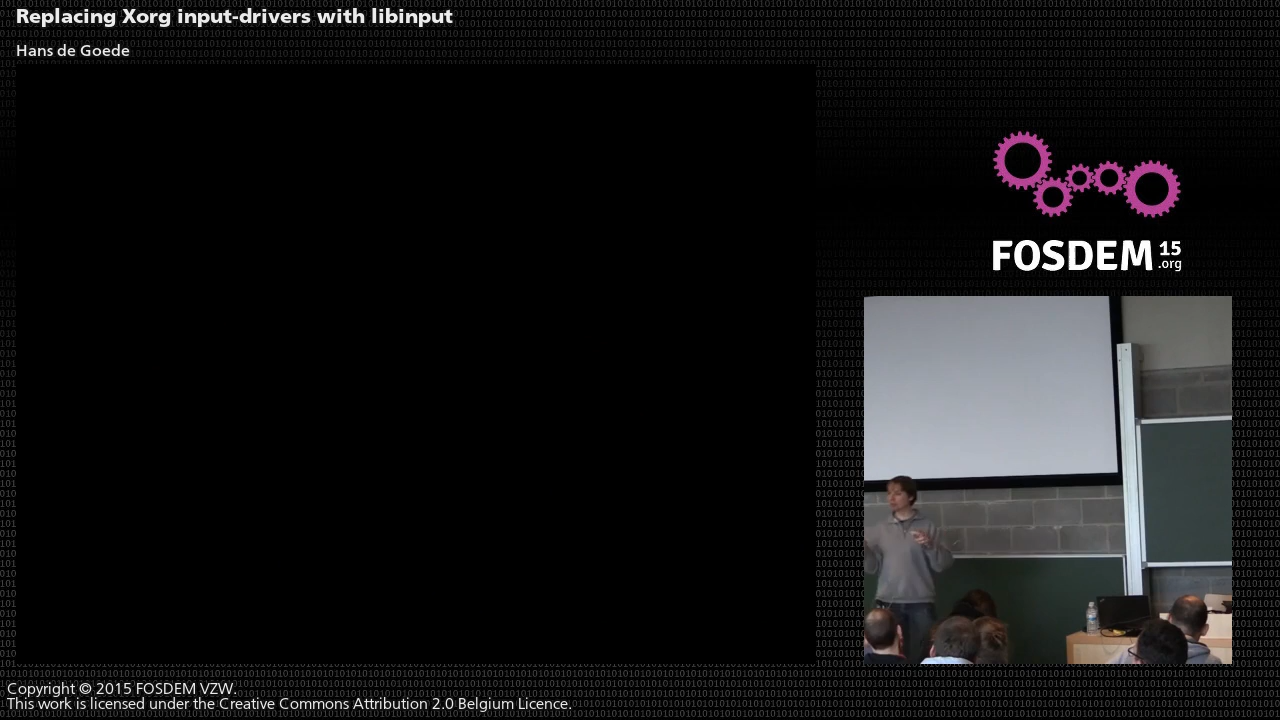 Replacing Xorg input-drivers with libinput
Hans de Goede
FOSDEM 15
.org
Copyright © 2015 FOSDEM VZW.
This work is licensed under the Creative Commons Attribution 2.0 Belgium Licence.